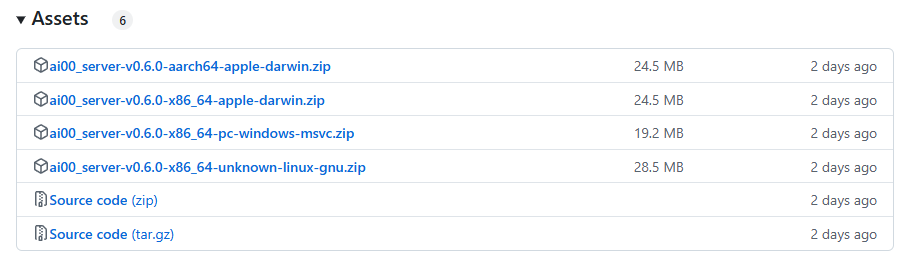 Assets 6
ai00_server-v0.6.0-aarch64-apple-darwin.zip 24.5 MB 2 days ago
ai00_server-v0.6.0-x86_64-apple-darwin.zip 24.5 MB 2 days ago
ai00_server-v0.6.0-x86_64-pc-windows-msvc.zip 19.2 MB 2 days ago
ai00_server-v0.6.0-x86_64-unknown-linux-gnu.zip 28.5 MB 2 days ago
Source code (zip) 2 days ago
Source code (tar.gz) 2 days ago